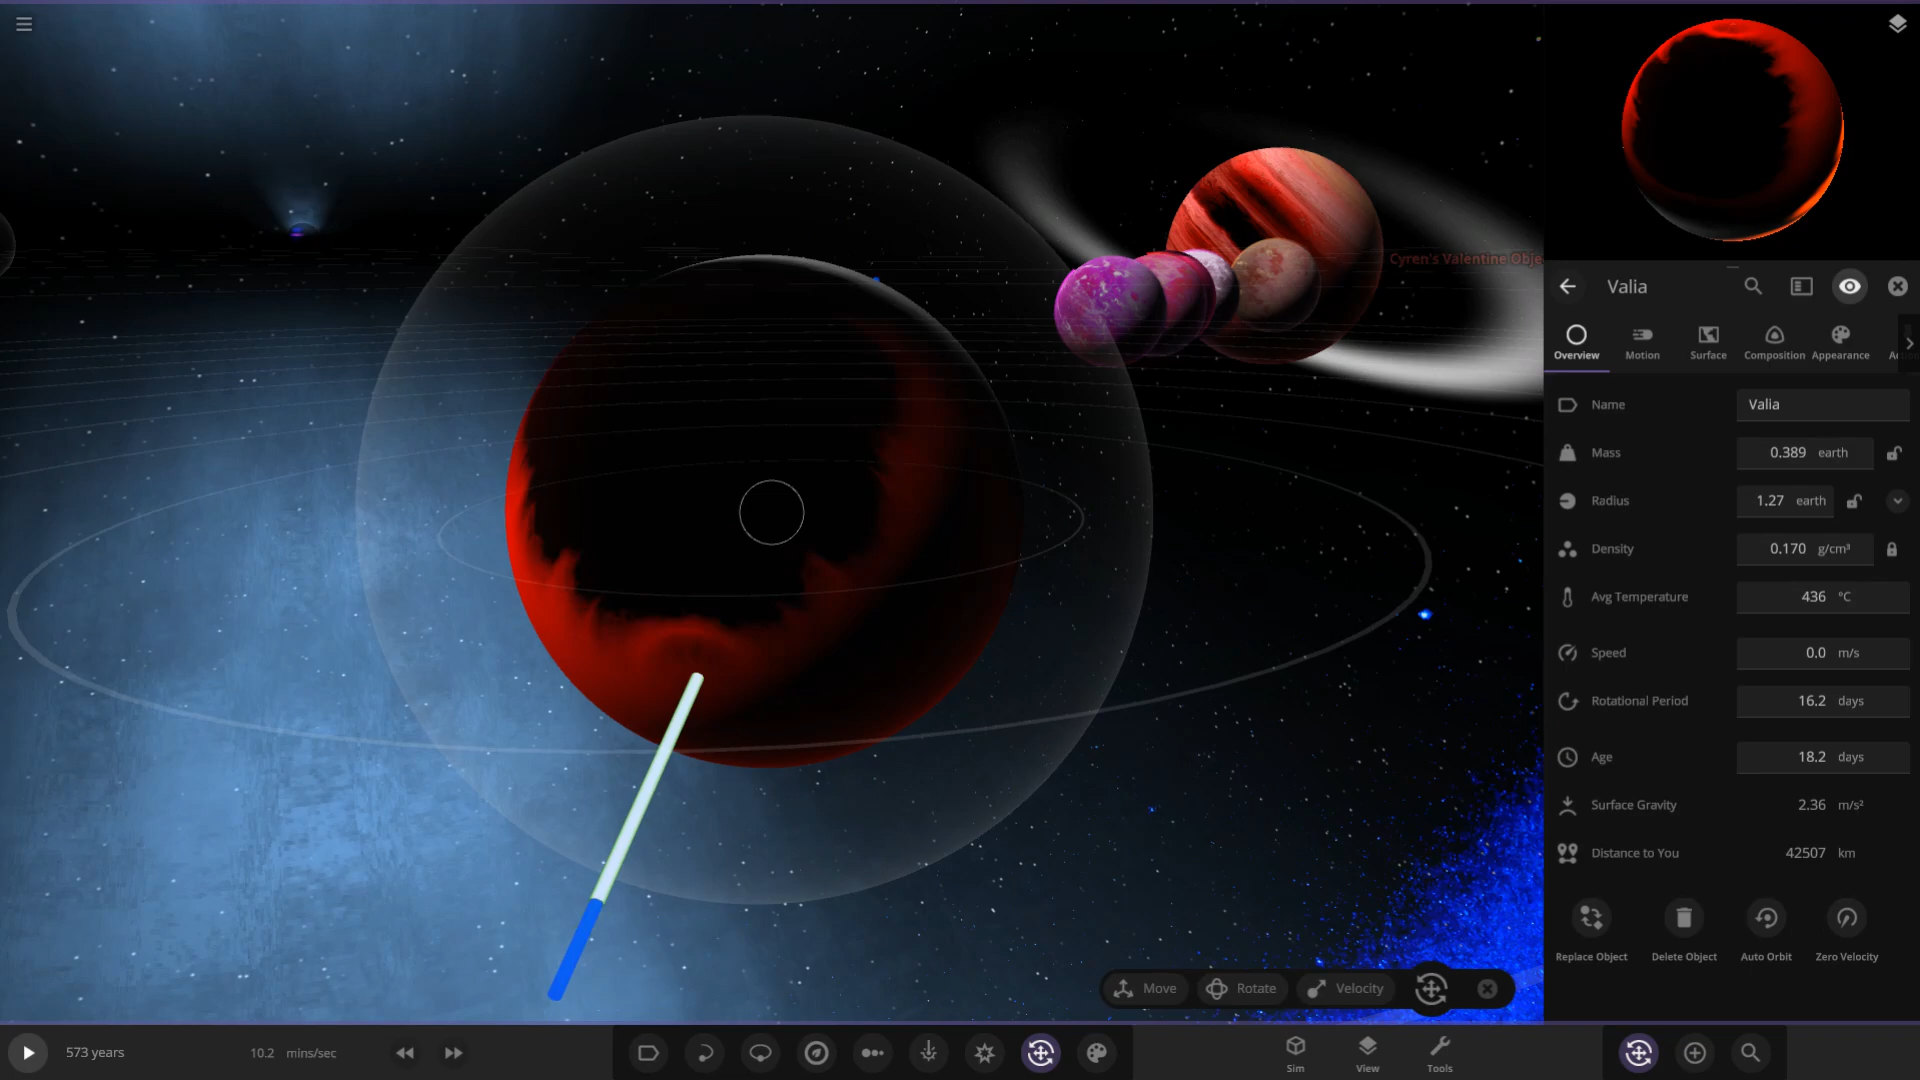 Cyren's Valentine Obje
Valia
Overview
Motion
Surface
Composition
Appearance
Name
Valia
Mass
0.389 earth
Radius
1.27 earth
Density
0.170 g/cm³
Avg Temperature
436 °C
Speed
0.0 m/s
Rotational Period
16.2 days
Age
18.2 days
Surface Gravity
2.36 m/s²
Distance to You
42507 km
Replace Object
Delete Object
Auto Orbit
Zero Velocity
Move
Rotate
Velocity
573 years
10.2 mins/sec
Sim
View
Tools